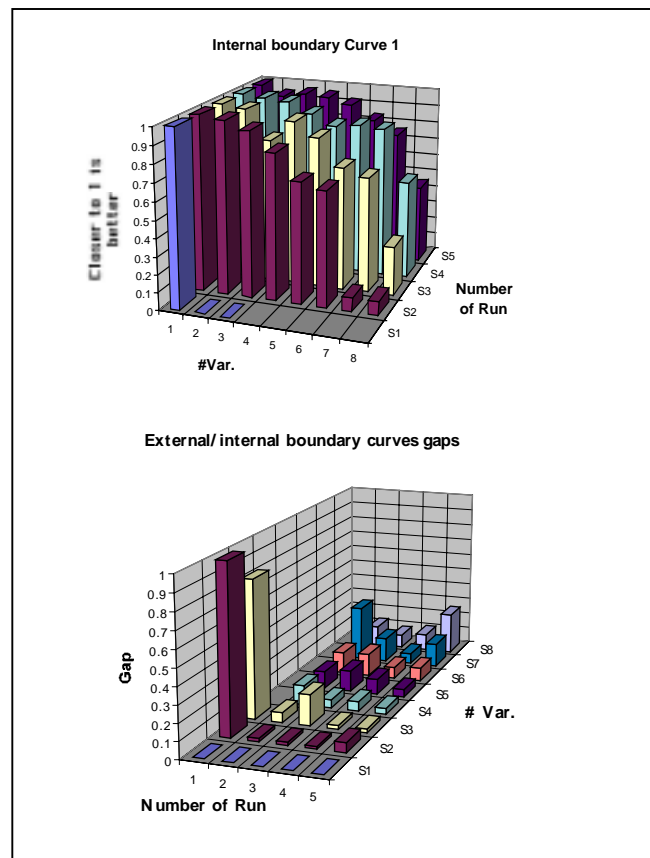 Internal boundary Curve 1
Closer to 1 is
better
1
0.9
0.8
0.7
0.6
0.5
0.4
0.3
0.2
0.1
0
1 2 3 4 5 6 7 8
#Var.
S1
S2
S3
S4
S5
Number
of Run
External/ internal boundary curves gaps
Gap
1
0.9
0.8
0.7
0.6
0.5
0.4
0.3
0.2
0.1
0
1 2 3 4 5
Number of Run
S1
S2
S3
S4
S5
S6
S7
S8
# Var.